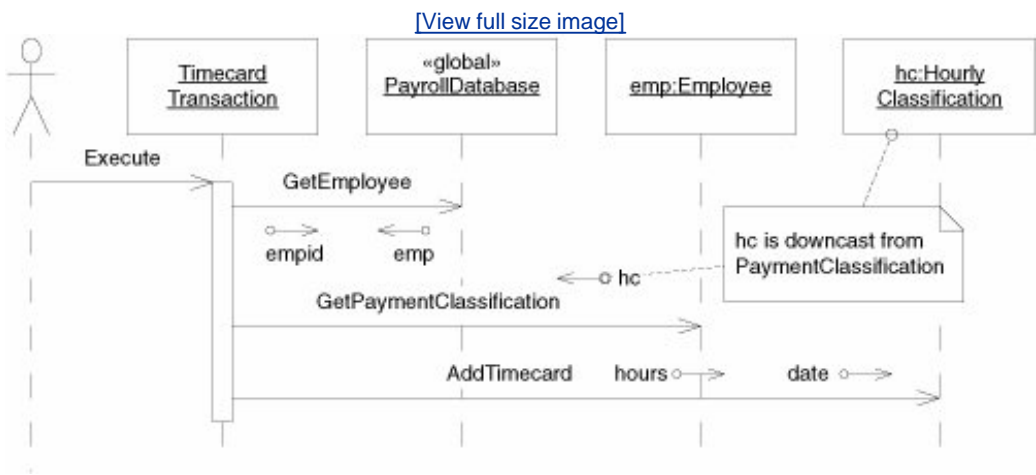 [View full size image]
Timecard
Transaction
«global»
PayrollDatabase
emp:Employee
hc:Hourly
Classification
Execute
GetEmployee
empid
emp
hc is downcast from
PaymentClassification
hc
GetPaymentClassification
AddTimecard
hours
date